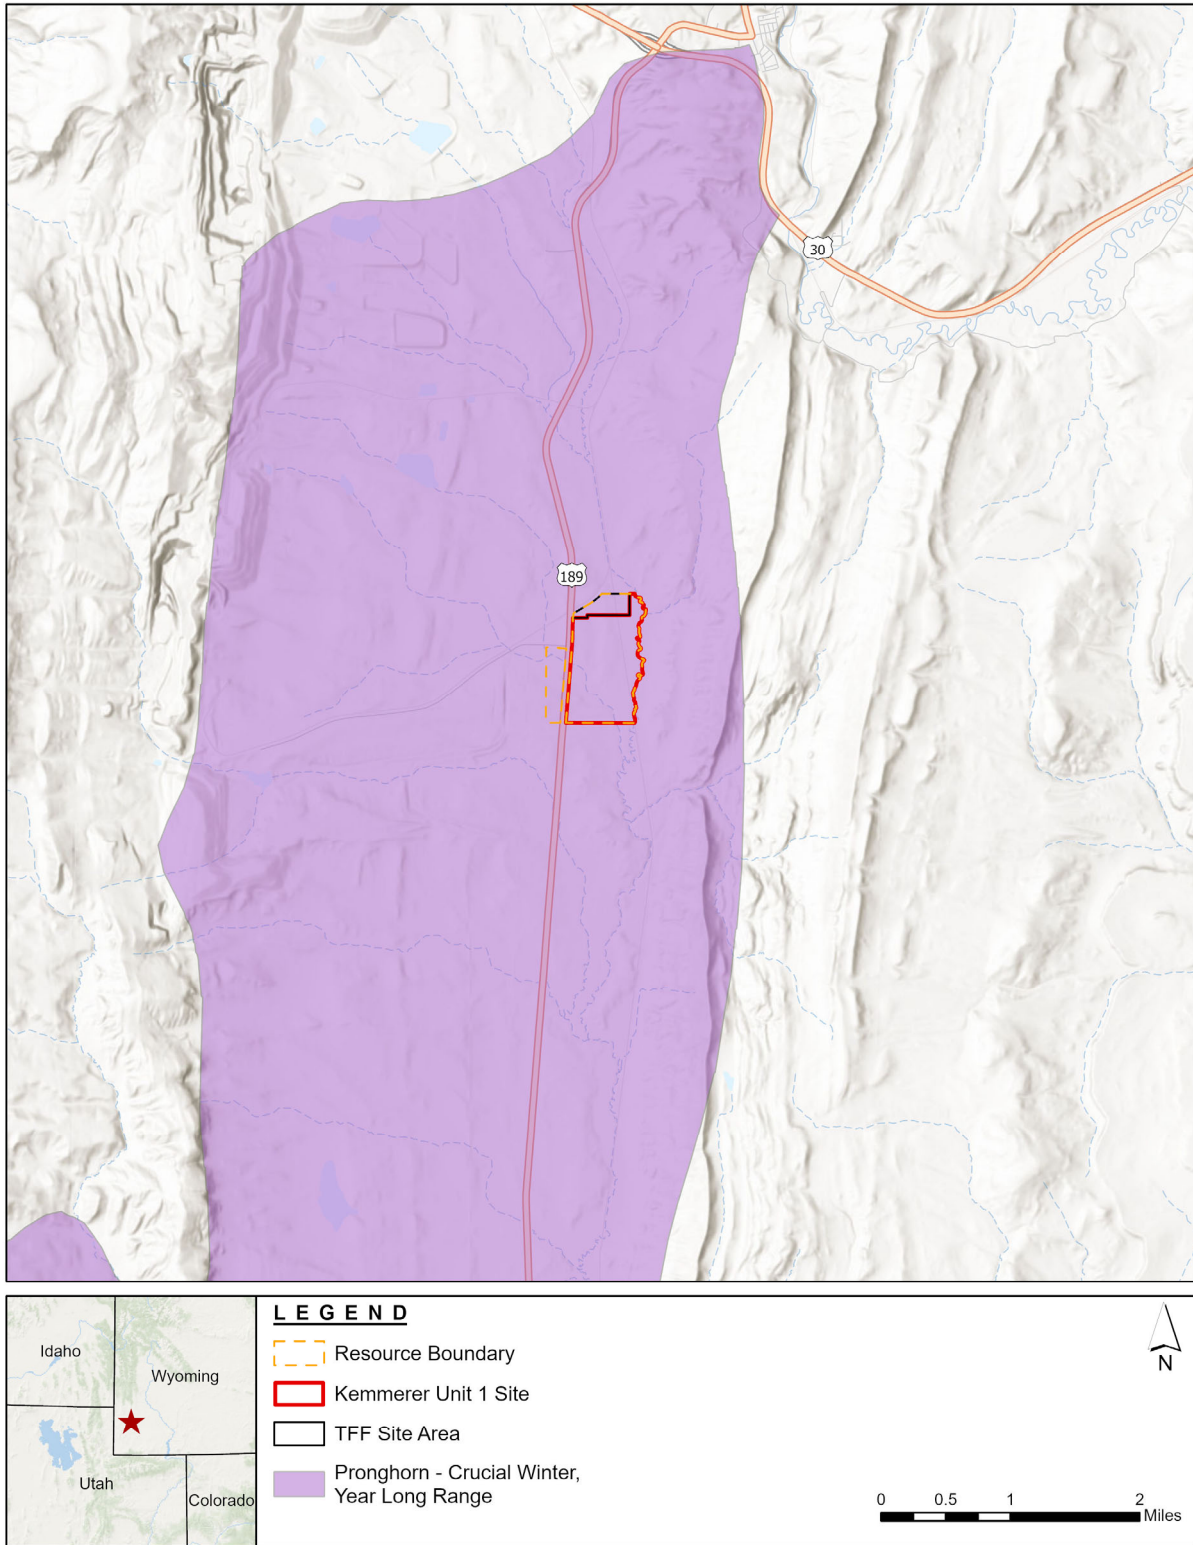 30
189
Idaho
Wyoming
Utah
Colorado
LEGEND
Resource Boundary
Kemmerer Unit 1 Site
TFF Site Area
Pronghorn - Crucial Winter,
Year Long Range
N
0 0.5 1 2
Miles